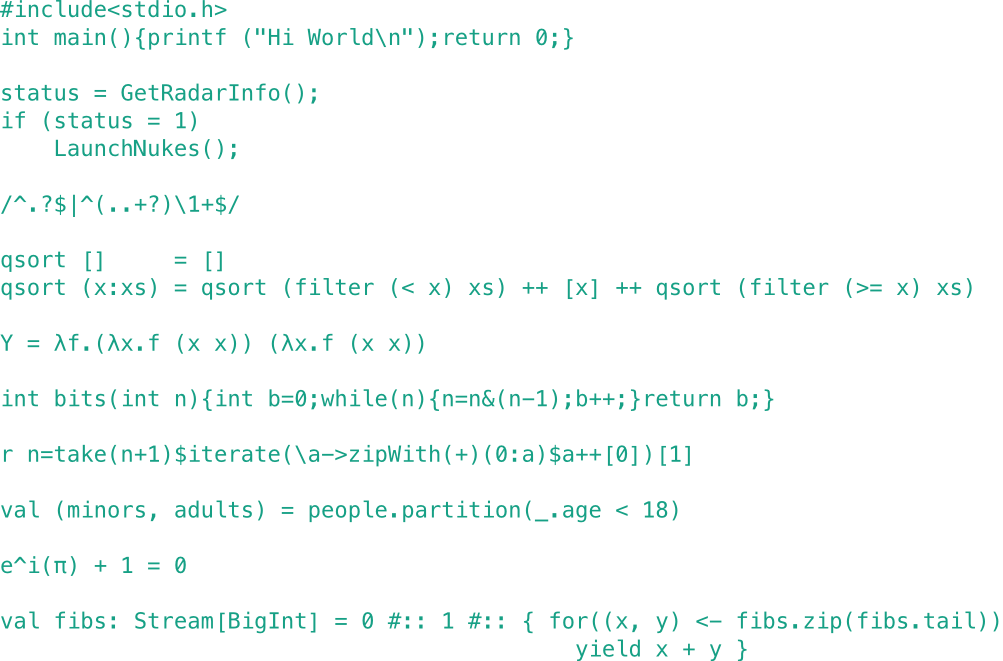 #include<stdio.h>
int main(){printf ("Hi World\n");return 0;}
status = GetRadarInfo();
if (status = 1)
    LaunchNukes();
/^.?$|^(..+?)\1+$/
qsort []     = []
qsort (x:xs) = qsort (filter (< x) xs) ++ [x] ++ qsort (filter (>= x) xs)
Y = λf.(λx.f (x x)) (λx.f (x x))
int bits(int n){int b=0;while(n){n=n&(n-1);b++;}return b;}
r n=take(n+1)$iterate(\a->zipWith(+)(0:a)$a++[0])[1]
val (minors, adults) = people.partition(_.age < 18)
e^i(π) + 1 = 0
val fibs: Stream[BigInt] = 0 #:: 1 #:: { for((x, y) <- fibs.zip(fibs.tail))
                                           yield x + y }